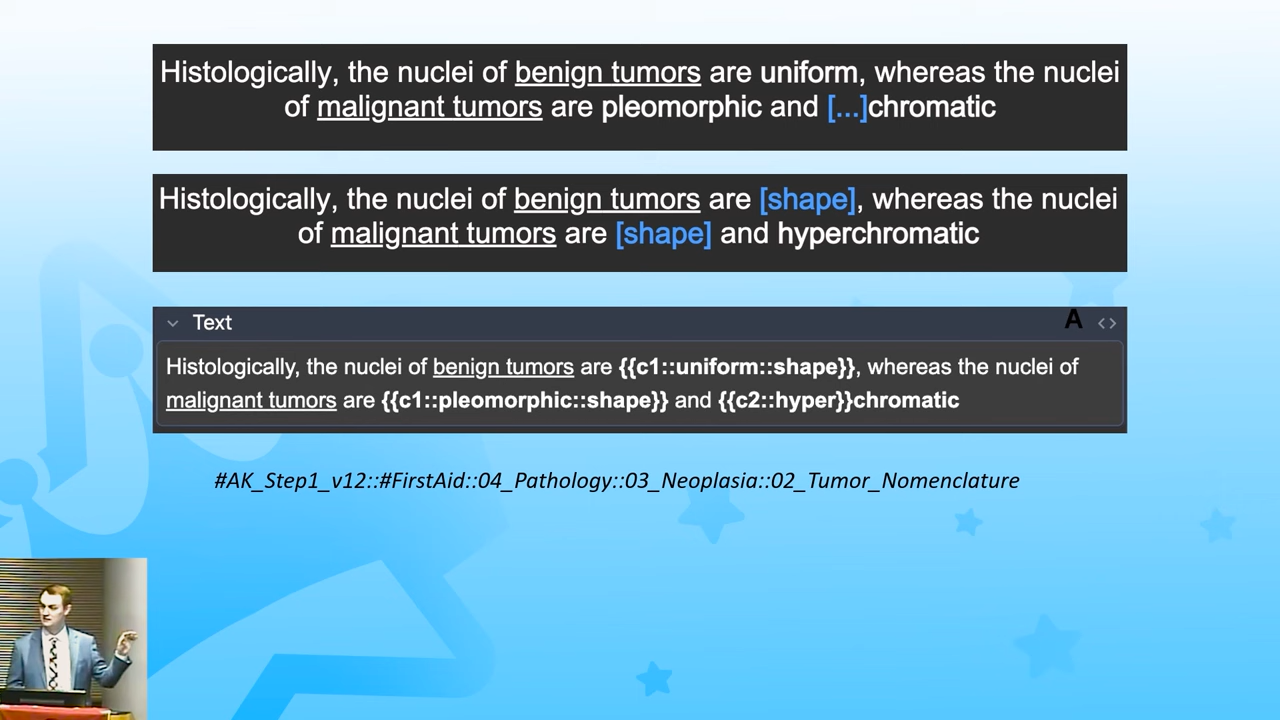 Histologically, the nuclei of benign tumors are uniform, whereas the nuclei
of malignant tumors are pleomorphic and [...]chromatic
Histologically, the nuclei of benign tumors are [shape], whereas the nuclei
of malignant tumors are [shape] and hyperchromatic
Text
A <>
Histologically, the nuclei of benign tumors are {{c1::uniform::shape}}, whereas the nuclei of
malignant tumors are {{c1::pleomorphic::shape}} and {{c2::hyper}}chromatic
#AK_Step1_v12::#FirstAid::04_Pathology::03_Neoplasia::02_Tumor_Nomenclature